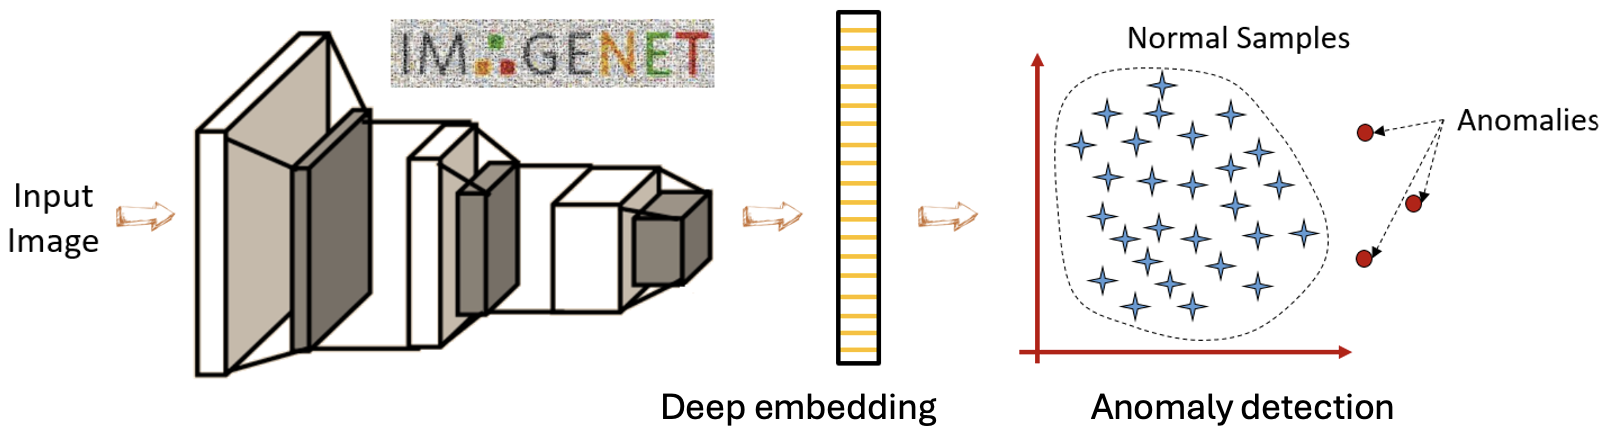 Input
Image
IMAGENET
Deep embedding
Normal Samples
Anomalies
Anomaly detection